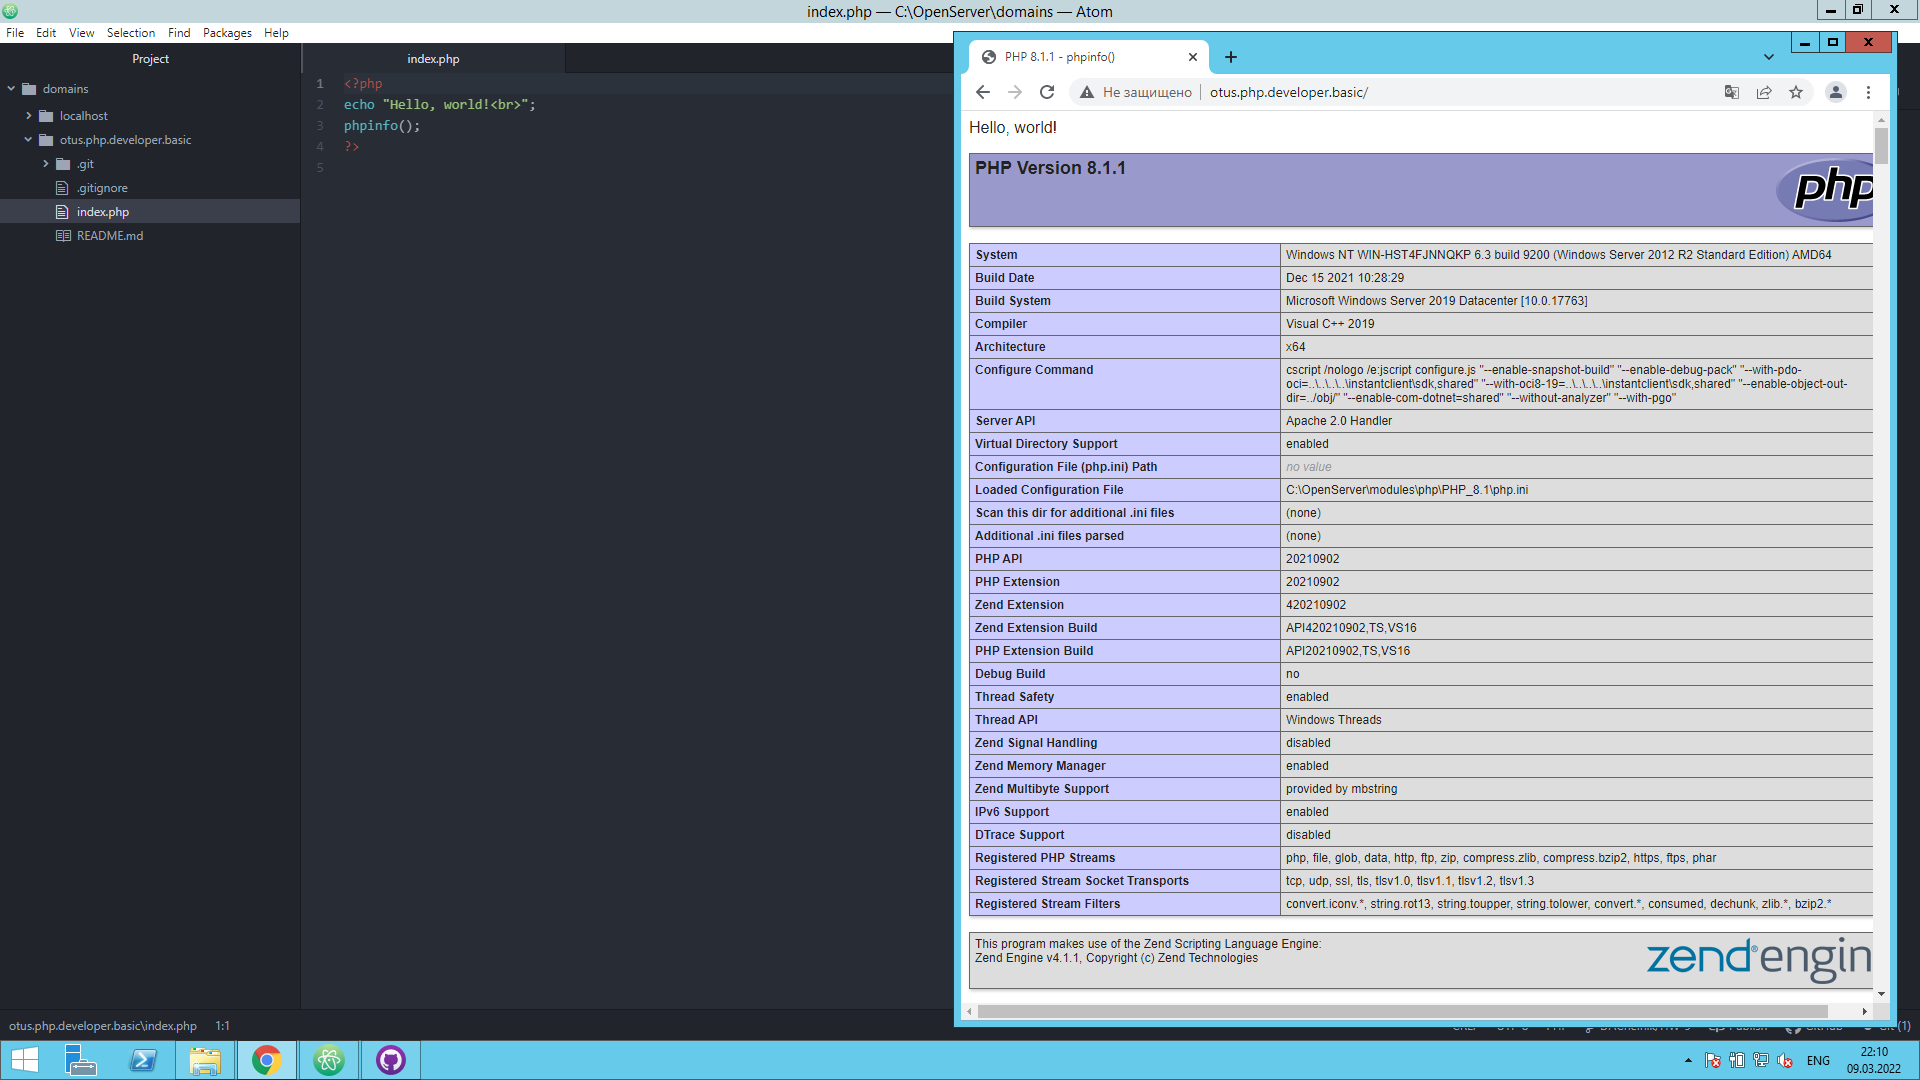 index.php — C:\OpenServer\domains — Atom
File Edit View Selection Find Packages Help
Project
index.php
domains
localhost
otus.php.developer.basic
.git
.gitignore
index.php
README.md
1 <?php
2 echo "Hello, world!<br>";
3 phpinfo();
4 ?>
5
PHP 8.1.1 - phpinfo()
Не защищено otus.php.developer.basic/
Hello, world!
PHP Version 8.1.1
php
System Windows NT WIN-HST4FJNNQKP 6.3 build 9200 (Windows Server 2012 R2 Standard Edition) AMD64
Build Date Dec 15 2021 10:28:29
Build System Microsoft Windows Server 2019 Datacenter [10.0.17763]
Compiler Visual C++ 2019
Architecture x64
Configure Command cscript /nologo /e:jscript configure.js "--enable-snapshot-build" "--enable-debug-pack" "--with-pdo-
oci=..\..\..\..\instantclient\sdk,shared" "--with-oci8-19=..\..\..\..\instantclient\sdk,shared" "--enable-object-out-
dir=../obj/" "--enable-com-dotnet=shared" "--without-analyzer" "--with-pgo"
Server API Apache 2.0 Handler
Virtual Directory Support enabled
Configuration File (php.ini) Path no value
Loaded Configuration File C:\OpenServer\modules\php\PHP_8.1\php.ini
Scan this dir for additional .ini files (none)
Additional .ini files parsed (none)
PHP API 20210902
PHP Extension 20210902
Zend Extension 420210902
Zend Extension Build API420210902,TS,VS16
PHP Extension Build API20210902,TS,VS16
Debug Build no
Thread Safety enabled
Thread API Windows Threads
Zend Signal Handling disabled
Zend Memory Manager enabled
Zend Multibyte Support provided by mbstring
IPv6 Support enabled
DTrace Support disabled
Registered PHP Streams php, file, glob, data, http, ftp, zip, compress.zlib, compress.bzip2, https, ftps, phar
Registered Stream Socket Transports tcp, udp, ssl, tls, tlsv1.0, tlsv1.1, tlsv1.2, tlsv1.3
Registered Stream Filters convert.iconv.*, string.rot13, string.toupper, string.tolower, convert.*, consumed, dechunk, zlib.*, bzip2.*
This program makes use of the Zend Scripting Language Engine:
Zend Engine v4.1.1, Copyright (c) Zend Technologies
zend® engin
otus.php.developer.basic\index.php 1:1
ENG
22:10
09.03.2022